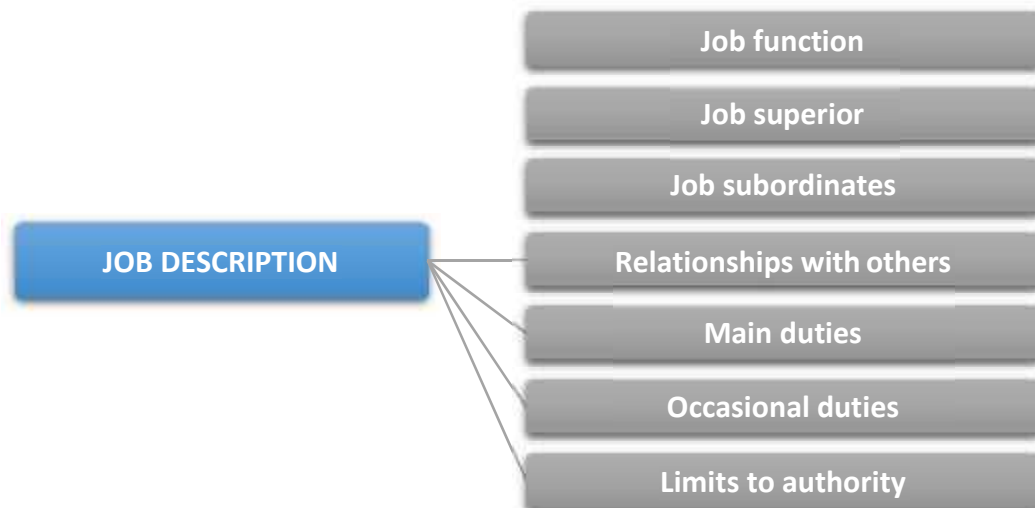 Job function
Job superior
Job subordinates
JOB DESCRIPTION
Relationships with others
Main duties
Occasional duties
Limits to authority